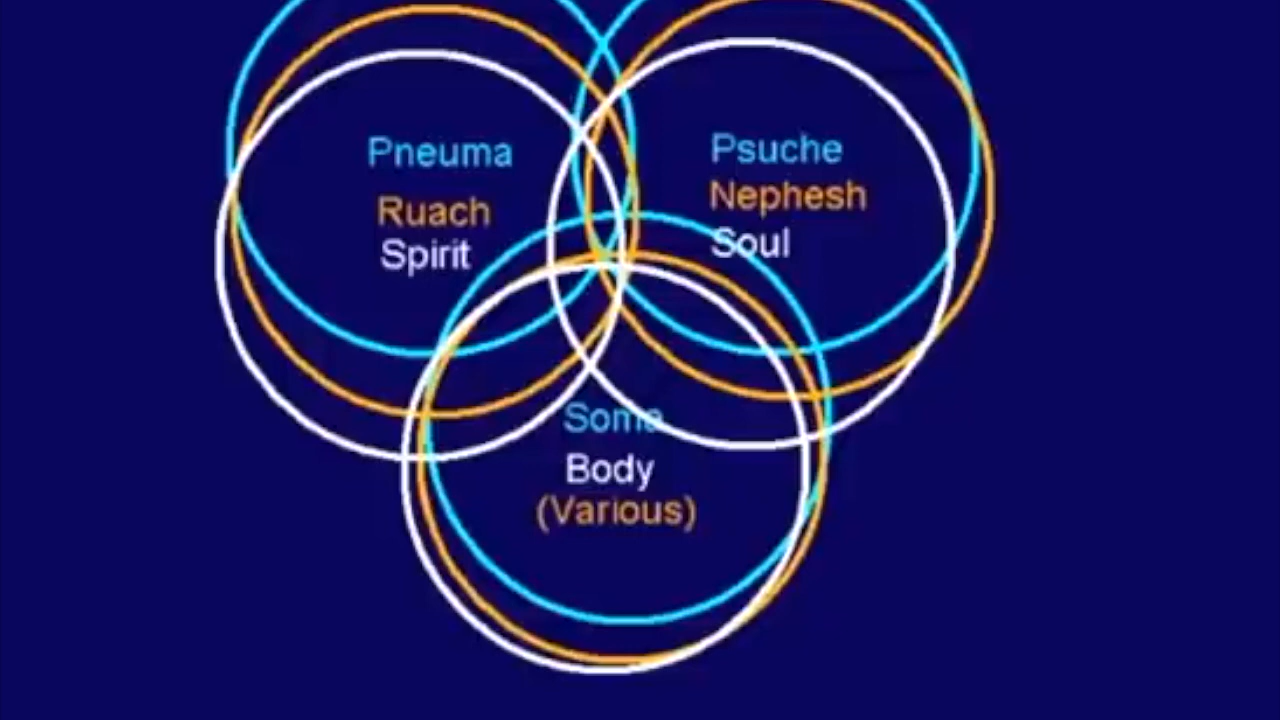 Pneuma
Ruach
Spirit
Psuche
Nephesh
Soul
Soma
Body
(Various)